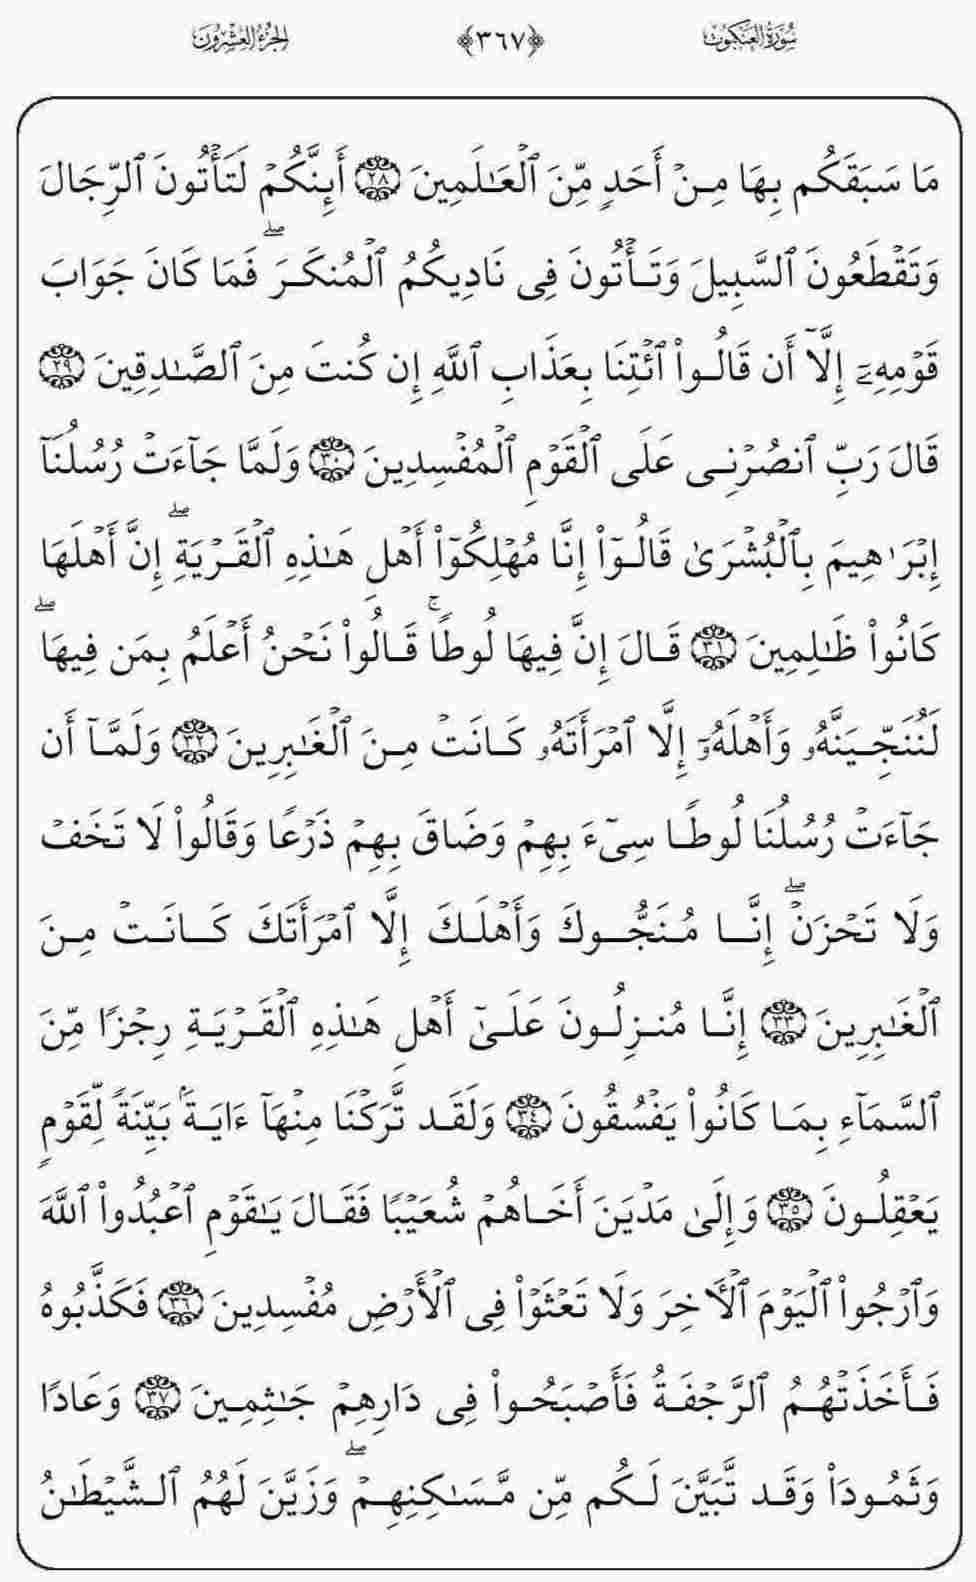 سُورَةُ العَنكَبُوتِ ﴿٣٦٧﴾ الجُزْءُ العِشْرُونَ
مَا سَبَقَكُم بِهَا مِنْ أَحَدٍ مِّنَ ٱلْعَـٰلَمِينَ ٢٨ أَئِنَّكُمْ لَتَأْتُونَ ٱلرِّجَالَ
وَتَقْطَعُونَ ٱلسَّبِيلَ وَتَأْتُونَ فِى نَادِيكُمُ ٱلْمُنكَرَ ۖ فَمَا كَانَ جَوَابَ
قَوْمِهِۦٓ إِلَّآ أَن قَالُوا۟ ٱئْتِنَا بِعَذَابِ ٱللَّهِ إِن كُنتَ مِنَ ٱلصَّـٰدِقِينَ ٢٩
قَالَ رَبِّ ٱنصُرْنِى عَلَى ٱلْقَوْمِ ٱلْمُفْسِدِينَ ٣٠ وَلَمَّا جَآءَتْ رُسُلُنَآ
إِبْرَٰهِيمَ بِٱلْبُشْرَىٰ قَالُوٓا۟ إِنَّا مُهْلِكُوٓا۟ أَهْلِ هَـٰذِهِ ٱلْقَرْيَةِ ۖ إِنَّ أَهْلَهَا
كَانُوا۟ ظَـٰلِمِينَ ٣١ قَالَ إِنَّ فِيهَا لُوطًا ۚ قَالُوا۟ نَحْنُ أَعْلَمُ بِمَن فِيهَا ۖ
لَنُنَجِّيَنَّهُۥ وَأَهْلَهُۥٓ إِلَّا ٱمْرَأَتَهُۥ كَانَتْ مِنَ ٱلْغَـٰبِرِينَ ٣٢ وَلَمَّآ أَن
جَآءَتْ رُسُلُنَا لُوطًا سِىٓءَ بِهِمْ وَضَاقَ بِهِمْ ذَرْعًا وَقَالُوا۟ لَا تَخَفْ
وَلَا تَحْزَنْ ۖ إِنَّا مُنَجُّوكَ وَأَهْلَكَ إِلَّا ٱمْرَأَتَكَ كَانَتْ مِنَ
ٱلْغَـٰبِرِينَ ٣٣ إِنَّا مُنزِلُونَ عَلَىٰٓ أَهْلِ هَـٰذِهِ ٱلْقَرْيَةِ رِجْزًا مِّنَ
ٱلسَّمَآءِ بِمَا كَانُوا۟ يَفْسُقُونَ ٣٤ وَلَقَد تَّرَكْنَا مِنْهَآ ءَايَةًۢ بَيِّنَةً لِّقَوْمٍ
يَعْقِلُونَ ٣٥ وَإِلَىٰ مَدْيَنَ أَخَاهُمْ شُعَيْبًا فَقَالَ يَـٰقَوْمِ ٱعْبُدُوا۟ ٱللَّهَ
وَٱرْجُوا۟ ٱلْيَوْمَ ٱلْـَٔاخِرَ وَلَا تَعْثَوْا۟ فِى ٱلْأَرْضِ مُفْسِدِينَ ٣٦ فَكَذَّبُوهُ
فَأَخَذَتْهُمُ ٱلرَّجْفَةُ فَأَصْبَحُوا۟ فِى دَارِهِمْ جَـٰثِمِينَ ٣٧ وَعَادًا
وَثَمُودَا۟ وَقَد تَّبَيَّنَ لَكُم مِّن مَّسَـٰكِنِهِمْ ۖ وَزَيَّنَ لَهُمُ ٱلشَّيْطَـٰنُ